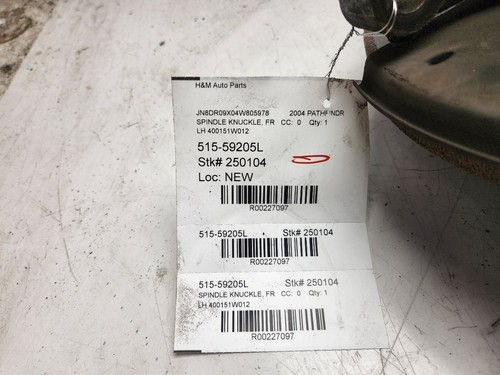 H&M Auto Parts
JN8DR09X04W805978 2004 PATHFINDR
SPINDLE KNUCKLE, FR CC: 0 Qty: 1
LH 400151W012
515-59205L
Stk# 250104
Loc: NEW
R00227097
515-59205L Stk# 250104
R00227097
515-59205L Stk# 250104
SPINDLE KNUCKLE, FR CC: 0 Qty: 1
LH 400151W012
R00227097